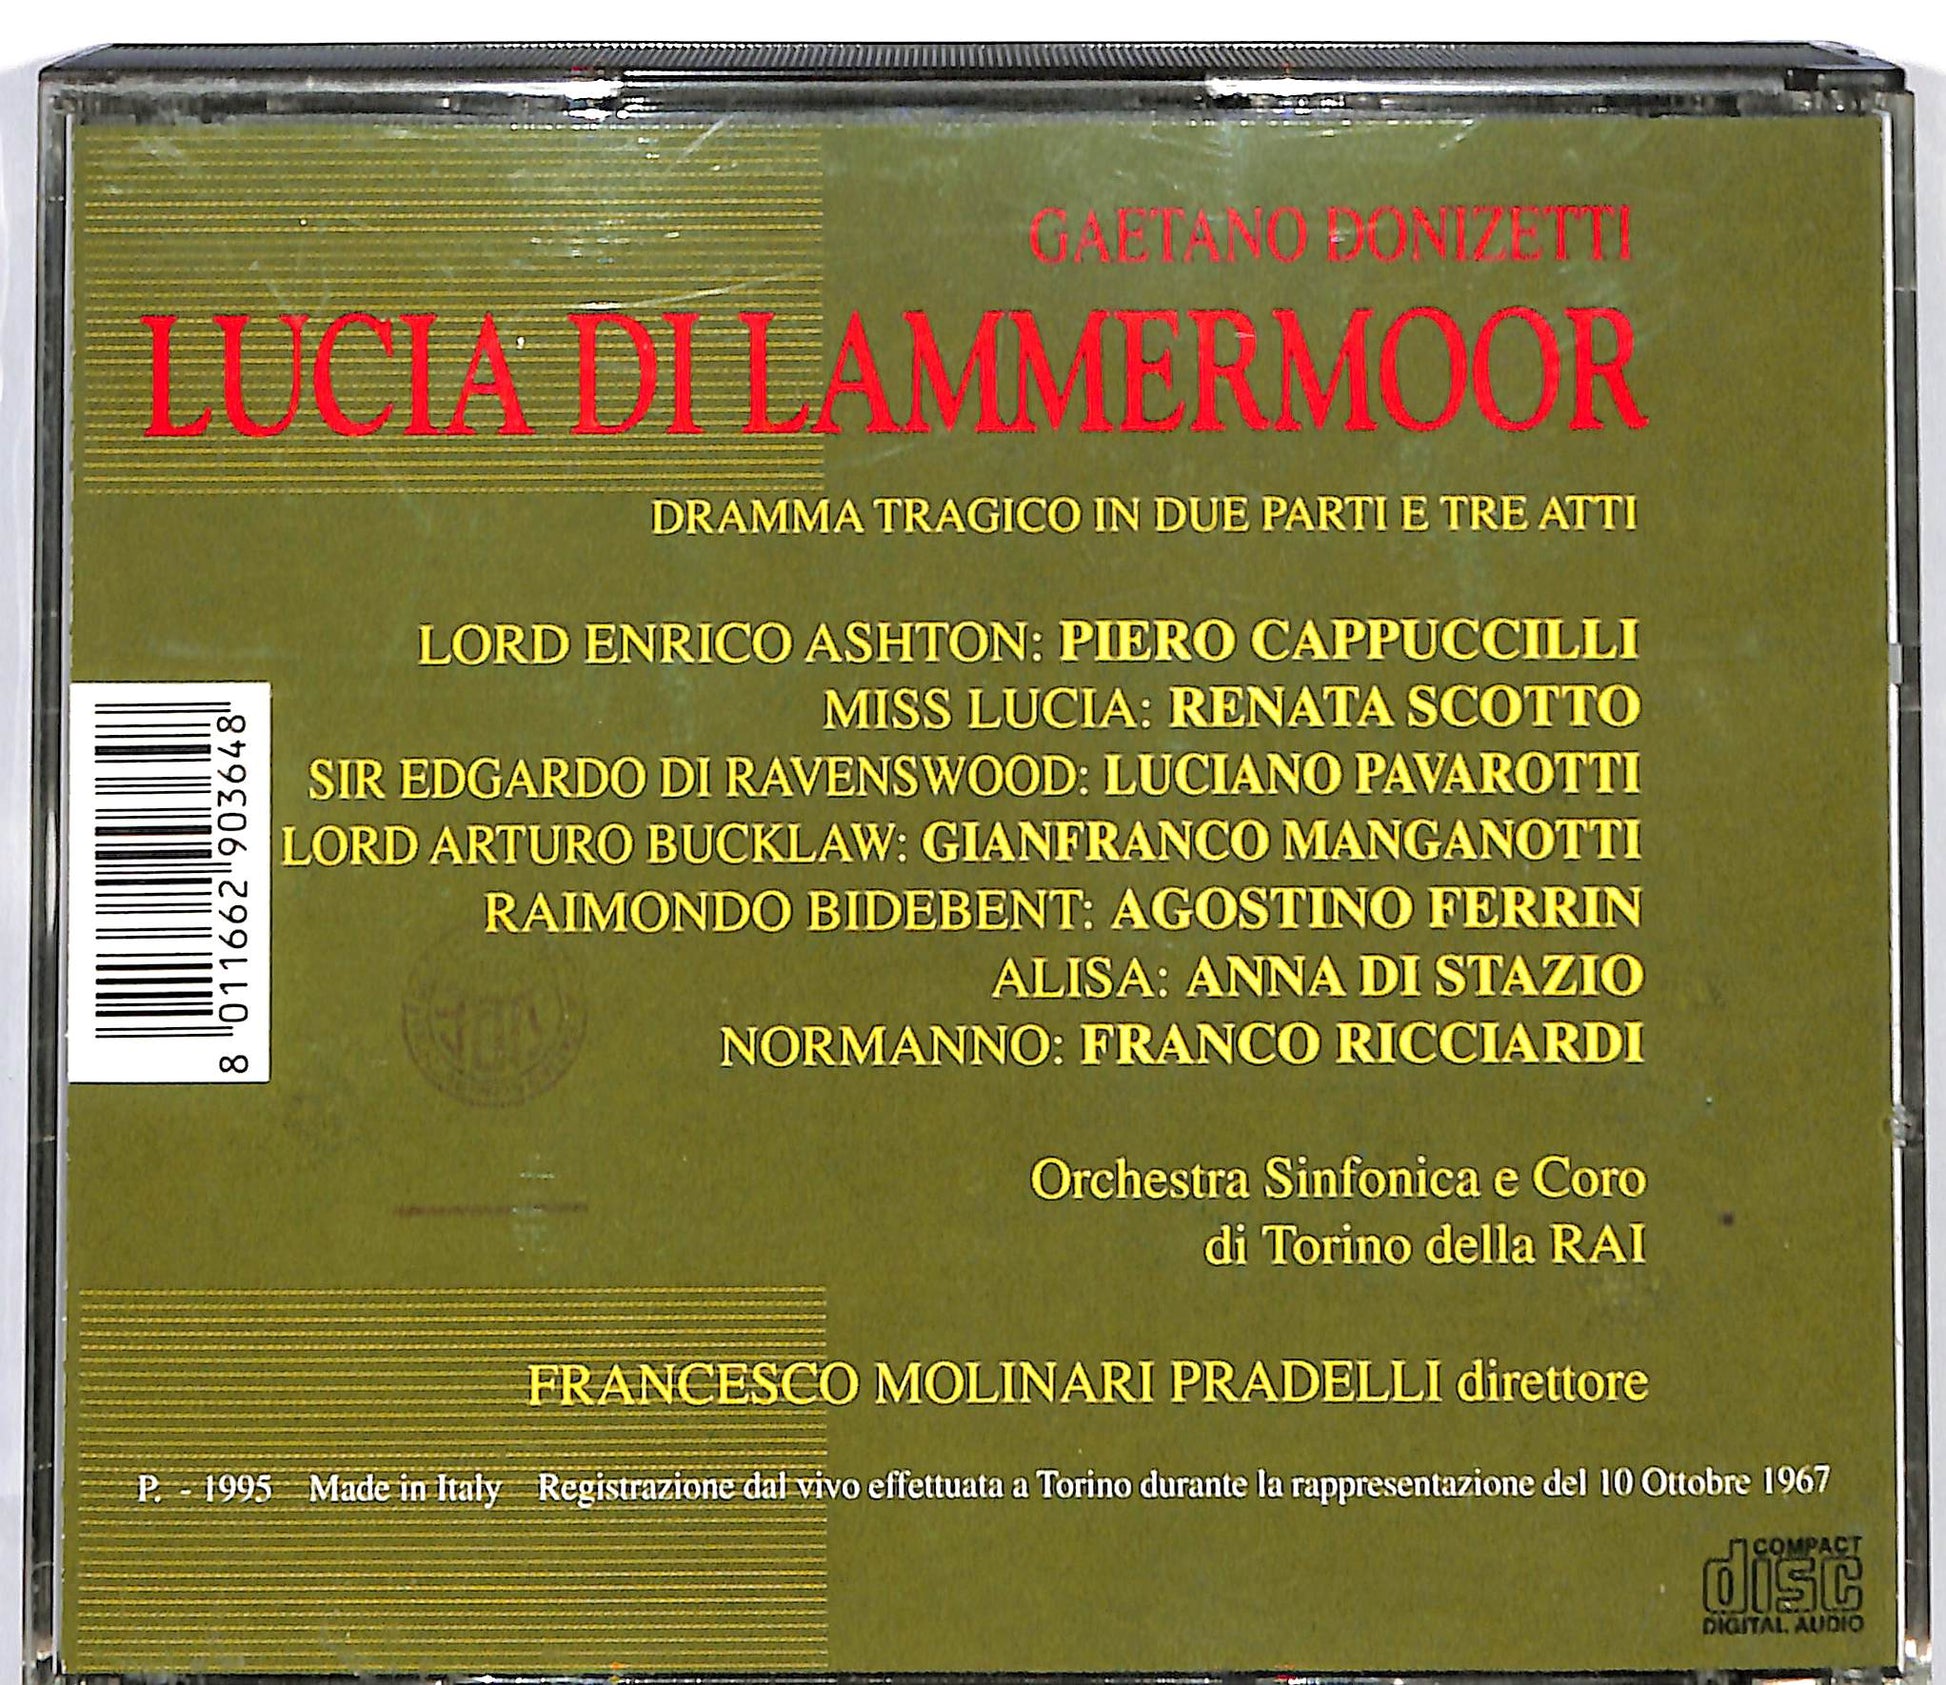 GAETANO DONIZETTI
LUCIA DI LAMMERMOOR
DRAMMA TRAGICO IN DUE PARTI E TRE ATTI
LORD ENRICO ASHTON: PIERO CAPPUCCILLI
MISS LUCIA: RENATA SCOTTO
SIR EDGARDO DI RAVENSWOOD: LUCIANO PAVAROTTI
LORD ARTURO BUCKLAW: GIANFRANCO MANGANOTTI
RAIMONDO BIDEBENT: AGOSTINO FERRIN
ALISA: ANNA DI STAZIO
NORMANNO: FRANCO RICCIARDI
8 011662 903648
Orchestra Sinfonica e Coro
di Torino della RAI
FRANCESCO MOLINARI PRADELLI direttore
P. - 1995 Made in Italy Registrazione dal vivo effettuata a Torino durante la rappresentazione del 10 Ottobre 1967
COMPACT
disc
DIGITAL AUDIO